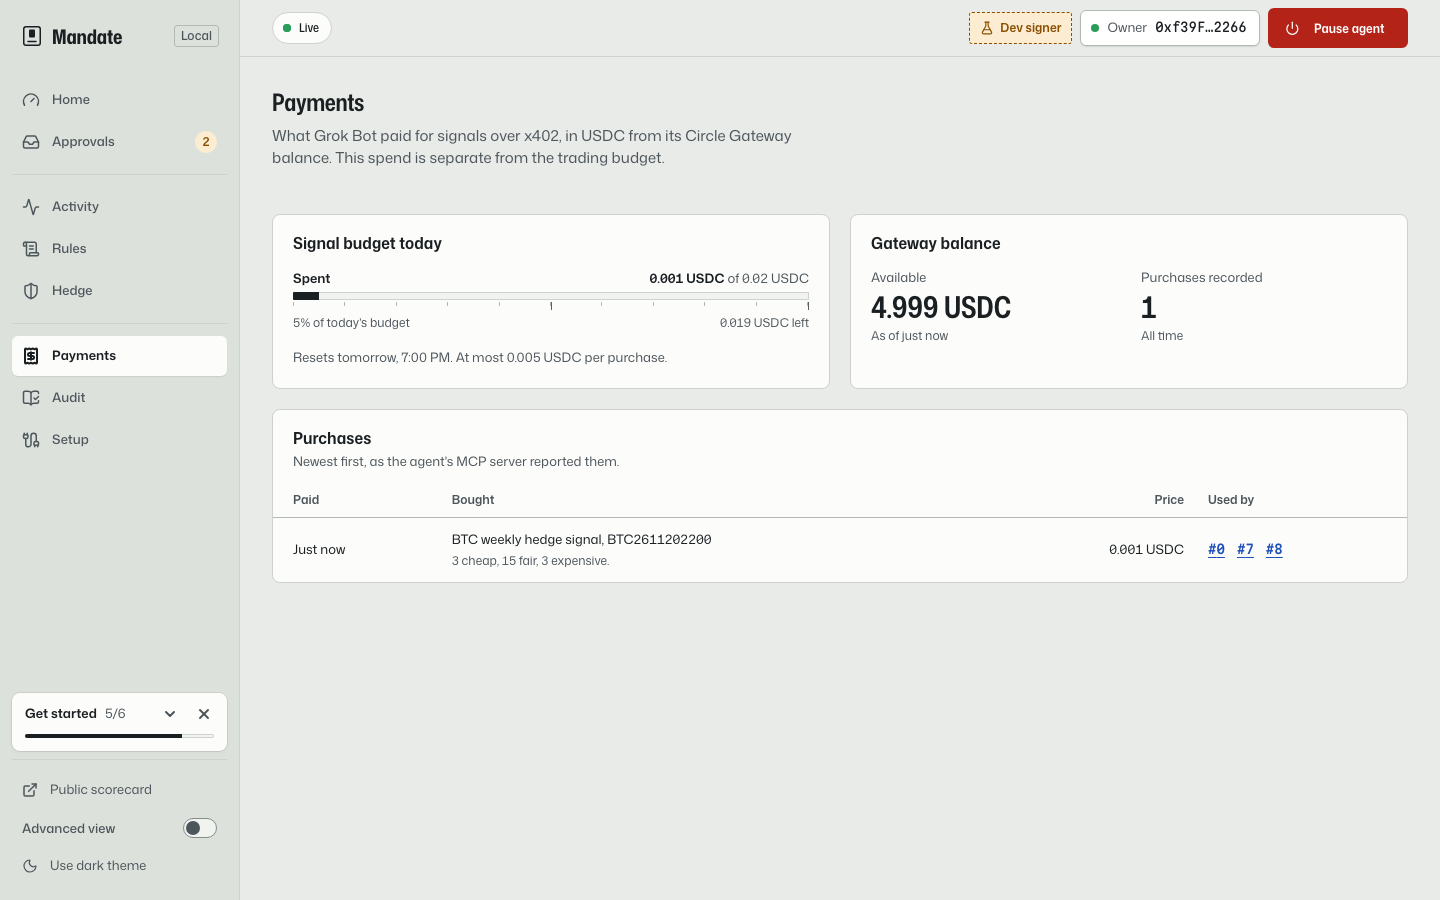 Mandate
Local
Home
Approvals 2
Activity
Rules
Hedge
Payments
Audit
Setup
Get started 5/6
Public scorecard
Advanced view
Use dark theme
Live
Dev signer
Owner 0xf39F…2266
Pause agent
Payments
What Grok Bot paid for signals over x402, in USDC from its Circle Gateway
balance. This spend is separate from the trading budget.
Signal budget today
Spent 0.001 USDC of 0.02 USDC
5% of today's budget 0.019 USDC left
Resets tomorrow, 7:00 PM. At most 0.005 USDC per purchase.
Gateway balance
Available Purchases recorded
4.999 USDC 1
As of just now All time
Purchases
Newest first, as the agent's MCP server reported them.
Paid Bought Price Used by
Just now BTC weekly hedge signal, BTC2611202200 0.001 USDC #0 #7 #8
3 cheap, 15 fair, 3 expensive.